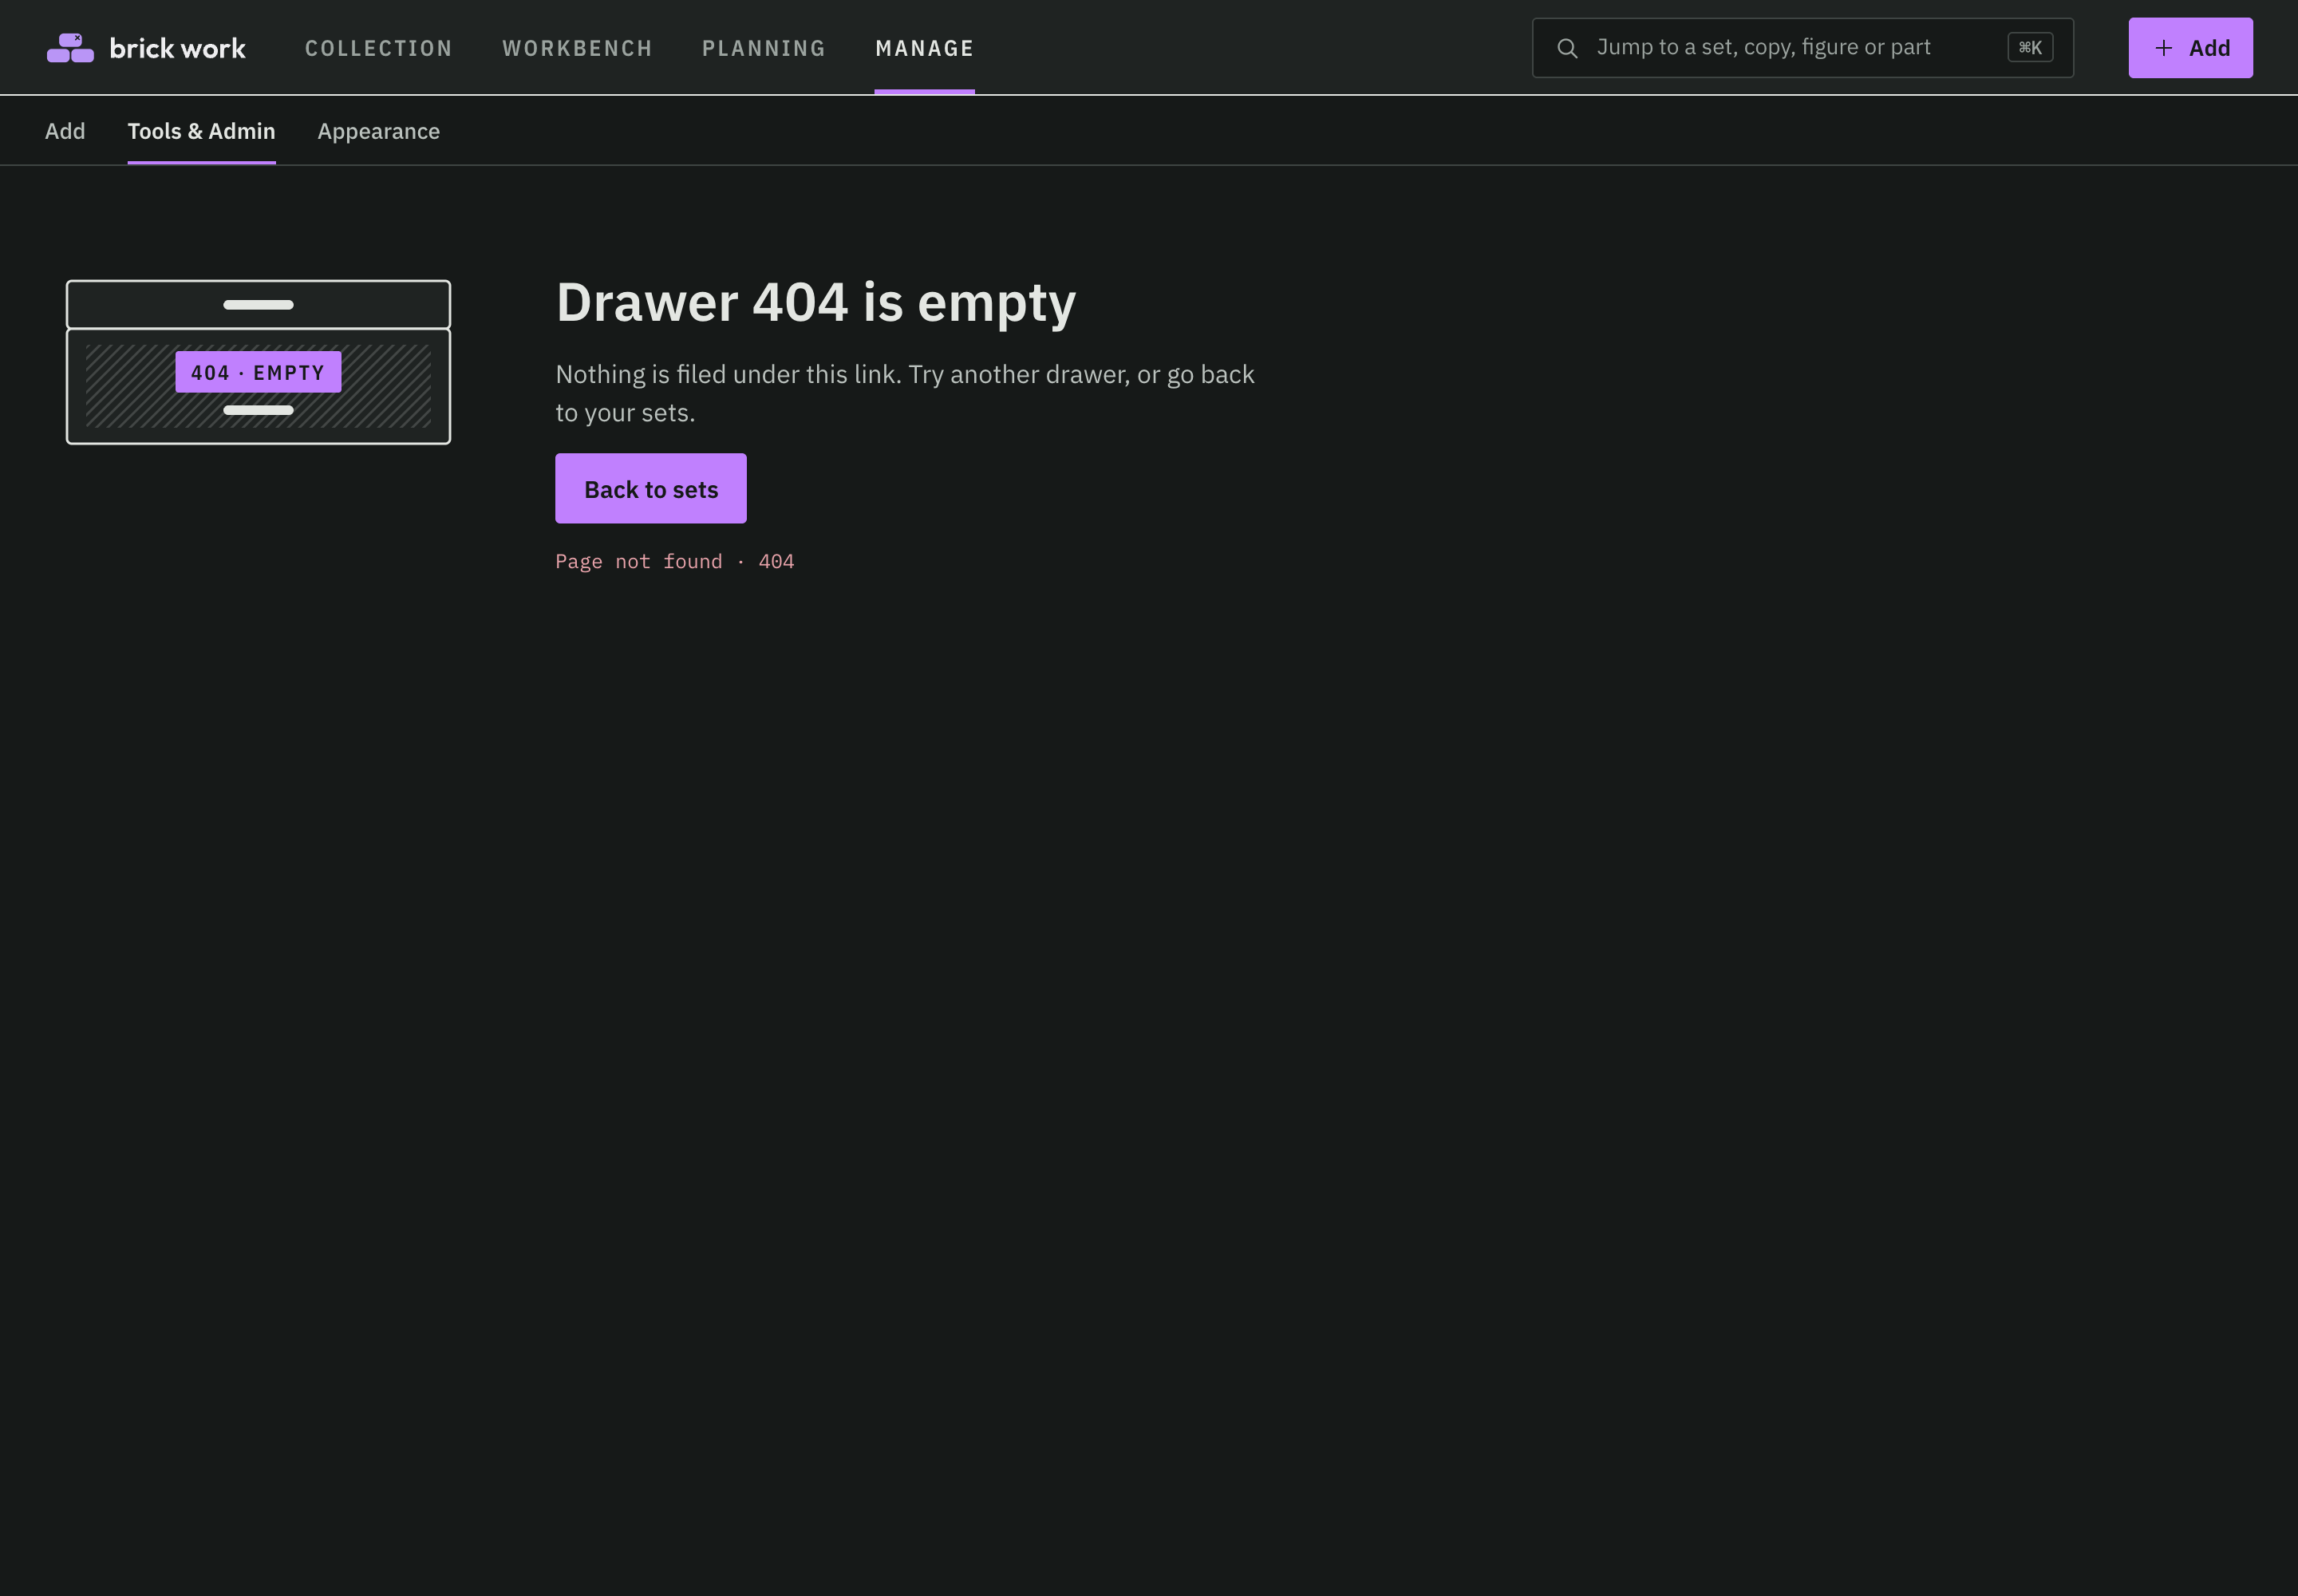 brick work
COLLECTION
WORKBENCH
PLANNING
MANAGE
Jump to a set, copy, figure or part
⌘K
+ Add
Add
Tools & Admin
Appearance
404 · EMPTY
Drawer 404 is empty
Nothing is filed under this link. Try another drawer, or go back
to your sets.
Back to sets
Page not found · 404